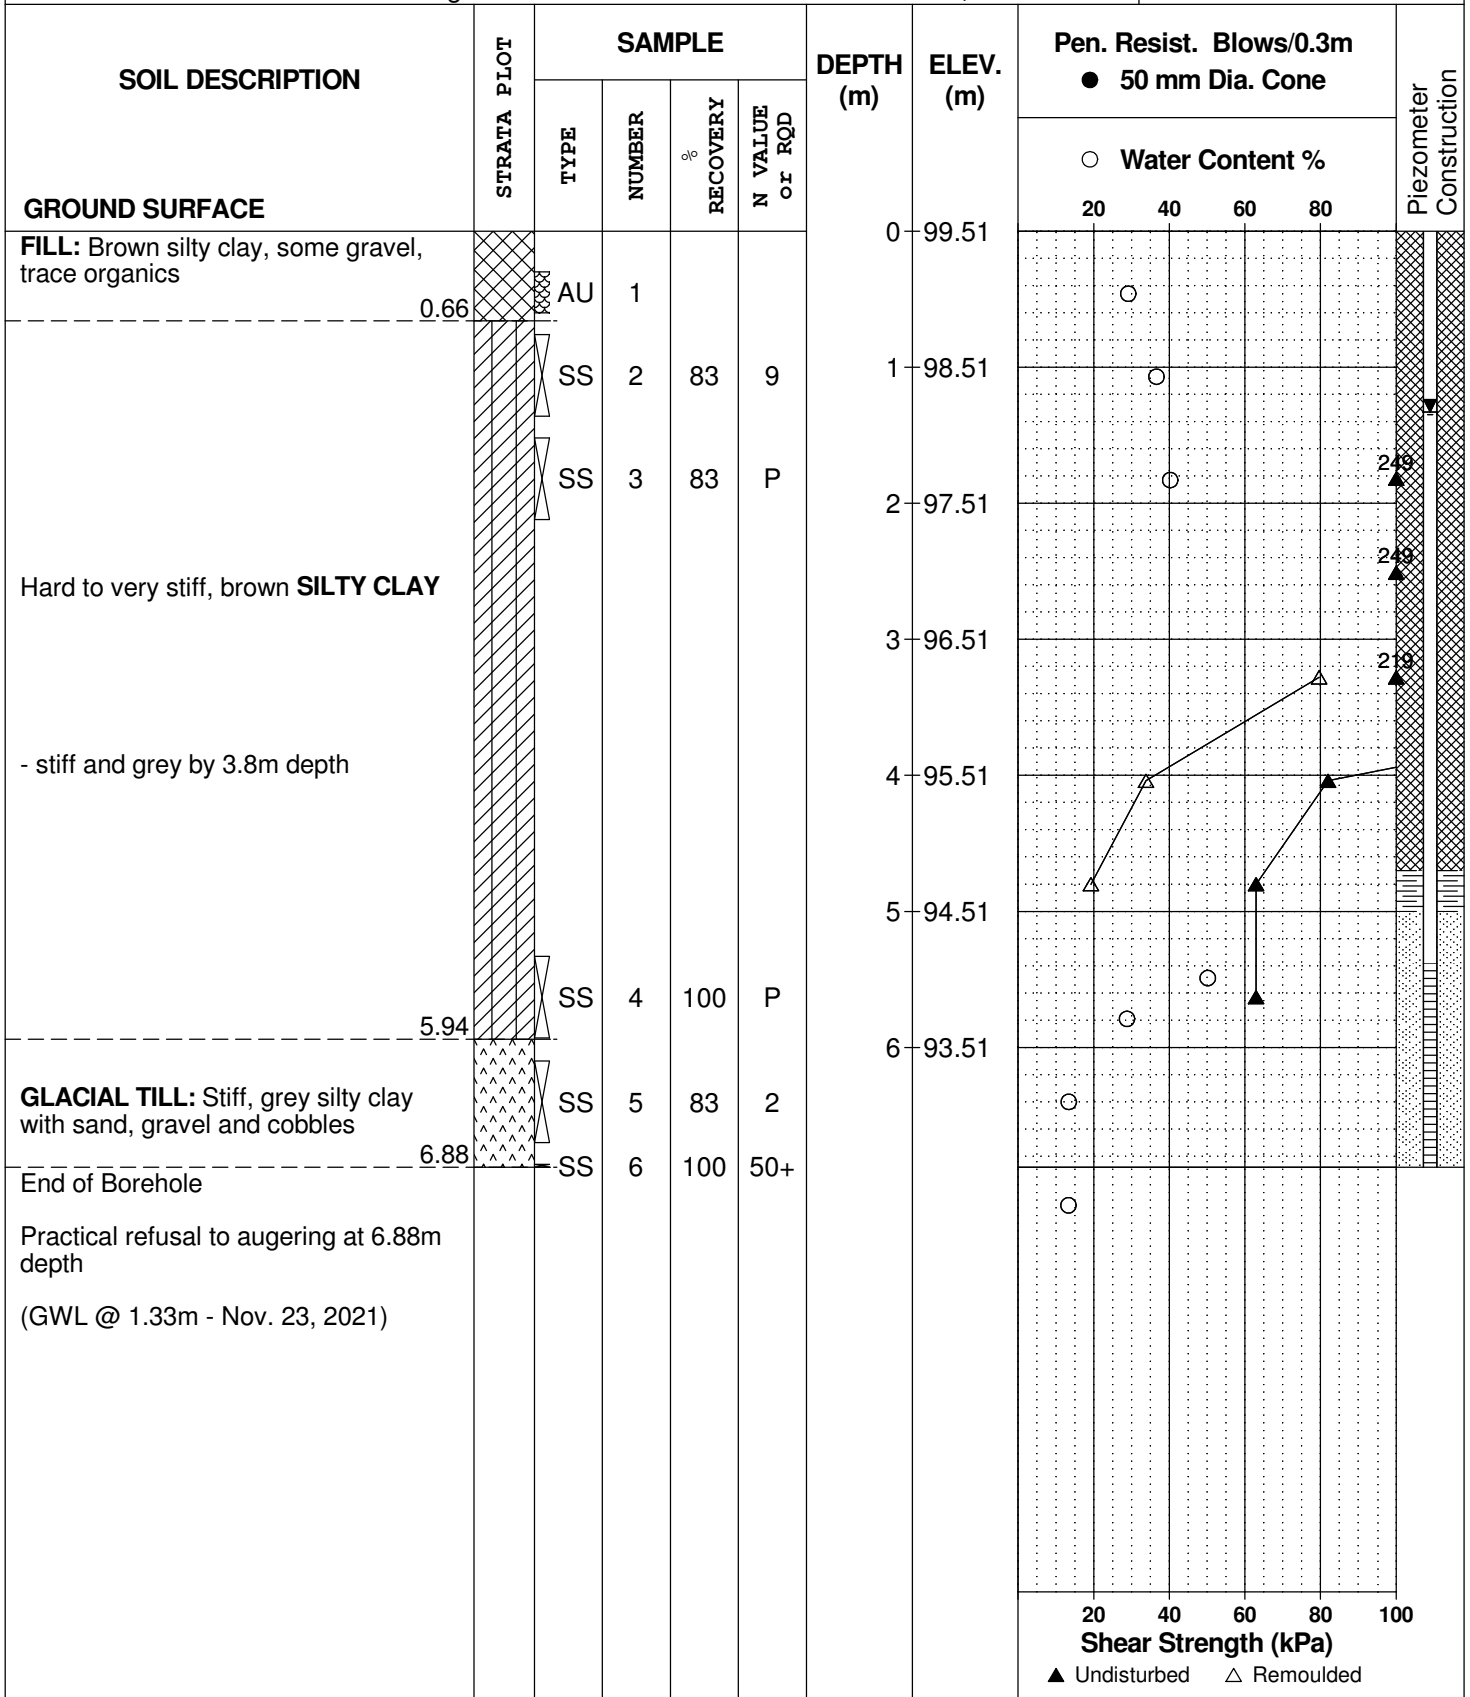 SOIL DESCRIPTION
GROUND SURFACE
STRATA PLOT
SAMPLE
TYPE
NUMBER
% RECOVERY
N VALUE or RQD
DEPTH (m)
ELEV. (m)
Pen. Resist. Blows/0.3m
● 50 mm Dia. Cone
○ Water Content %
20 40 60 80
Piezometer Construction
0 99.51
FILL: Brown silty clay, some gravel,
trace organics
0.66
AU 1
SS 2 83 9
1 98.51
SS 3 83 P
249
2 97.51
249
Hard to very stiff, brown SILTY CLAY
3 96.51
219
- stiff and grey by 3.8m depth
4 95.51
5 94.51
SS 4 100 P
5.94
6 93.51
GLACIAL TILL: Stiff, grey silty clay
with sand, gravel and cobbles
SS 5 83 2
6.88
SS 6 100 50+
End of Borehole
Practical refusal to augering at 6.88m
depth
(GWL @ 1.33m - Nov. 23, 2021)
20 40 60 80 100
Shear Strength (kPa)
▲ Undisturbed △ Remoulded